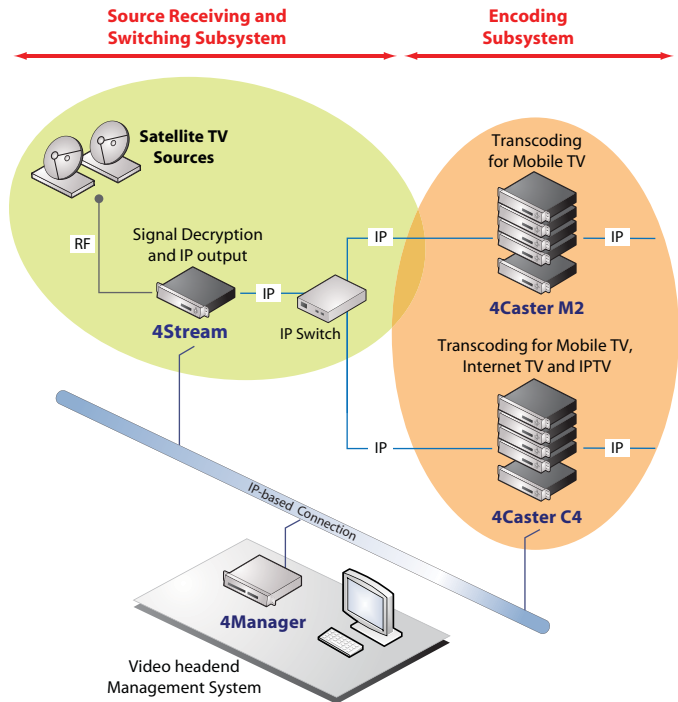 Source Receiving and
Switching Subsystem
Encoding
Subsystem
Satellite TV
Sources
Transcoding
for Mobile TV
RF
Signal Decryption
and IP output
IP
IP
IP
IP Switch
4Stream
4Caster M2
Transcoding for Mobile TV,
Internet TV and IPTV
IP
IP
4Caster C4
IP-based Connection
4Manager
Video headend
Management System